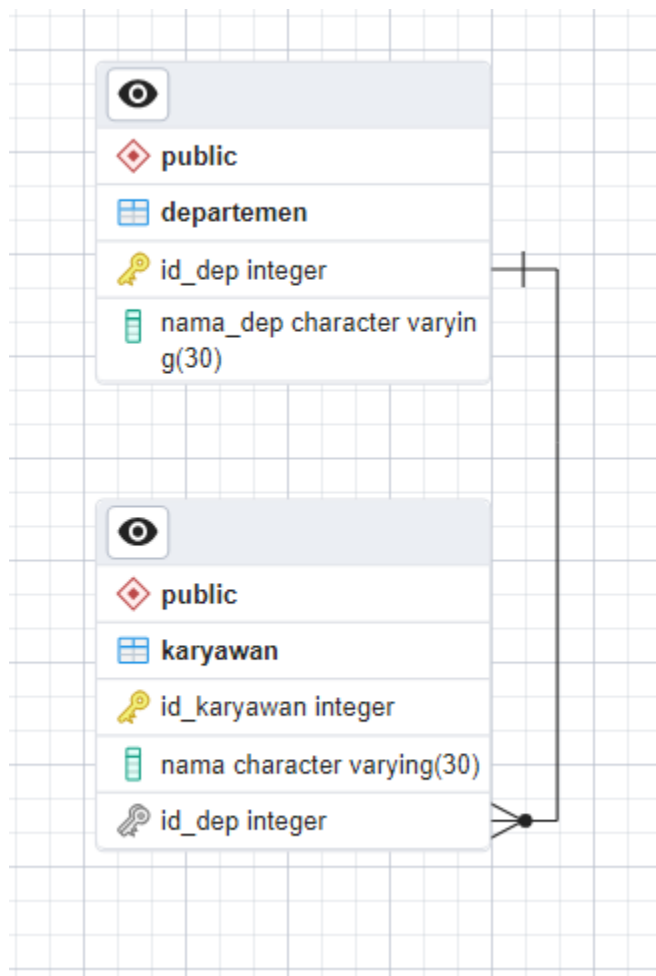 public
departemen
id_dep integer
nama_dep character varyin
g(30)
public
karyawan
id_karyawan integer
nama character varying(30)
id_dep integer